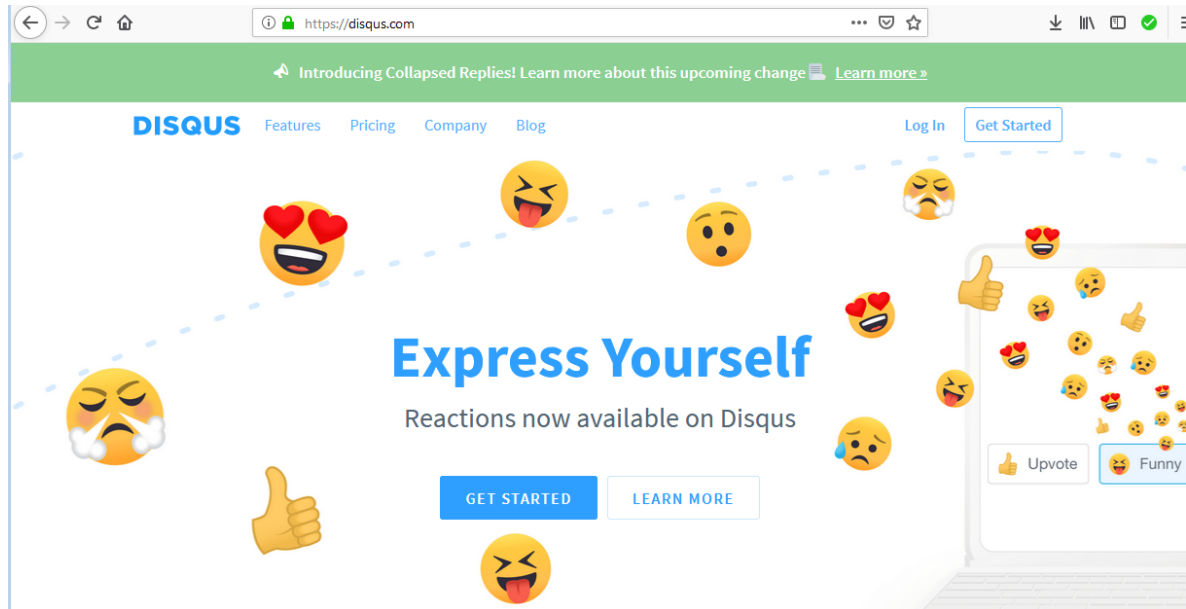 https://disqus.com
Introducing Collapsed Replies! Learn more about this upcoming change Learn more »
DISQUS Features Pricing Company Blog Log In Get Started
Express Yourself
Reactions now available on Disqus
Upvote Funny
GET STARTED LEARN MORE